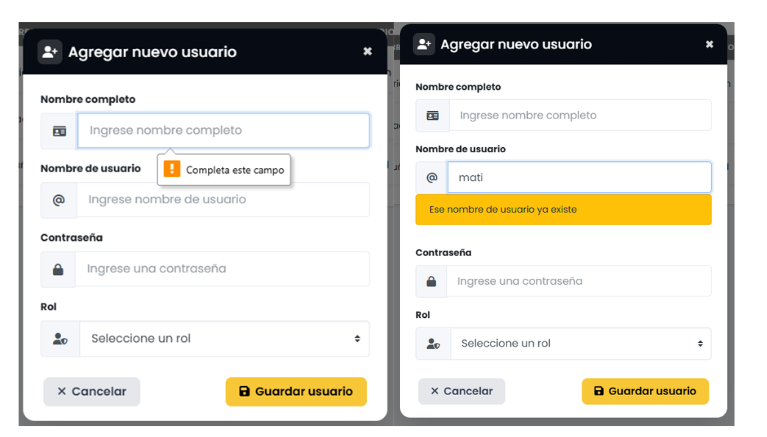 Agregar nuevo usuario
Nombre completo
Ingrese nombre completo
Completa este campo
Nombre de usuario
@ Ingrese nombre de usuario
Contraseña
Ingrese una contraseña
Rol
Seleccione un rol
Cancelar
Guardar usuario
Agregar nuevo usuario
Nombre completo
Ingrese nombre completo
Nombre de usuario
@ mati
Ese nombre de usuario ya existe
Contraseña
Ingrese una contraseña
Rol
Seleccione un rol
Cancelar
Guardar usuario